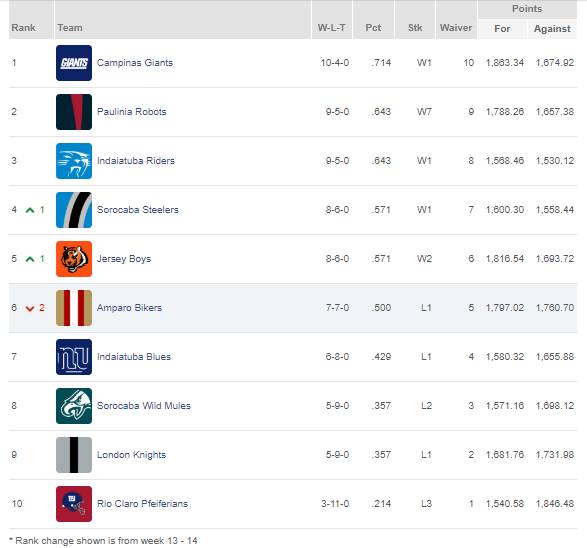 Points
Rank Team W-L-T Pct Stk Waiver For Against
1 GIANTS Campinas Giants 10-4-0 .714 W1 10 1,863.34 1,674.92
2 Paulinia Robots 9-5-0 .643 W7 9 1,788.26 1,657.38
3 Indaiatuba Riders 9-5-0 .643 W1 8 1,568.46 1,530.12
4 1 Sorocaba Steelers 8-6-0 .571 W1 7 1,600.30 1,558.44
5 1 Jersey Boys 8-6-0 .571 W2 6 1,816.54 1,693.72
6 2 Amparo Bikers 7-7-0 .500 L1 5 1,797.02 1,760.70
7 ny Indaiatuba Blues 6-8-0 .429 L1 4 1,580.32 1,655.88
8 Sorocaba Wild Mules 5-9-0 .357 L2 3 1,571.16 1,698.12
9 London Knights 5-9-0 .357 L1 2 1,681.76 1,731.98
10 Rio Claro Pfeiferians 3-11-0 .214 L3 1 1,540.58 1,846.48
* Rank change shown is from week 13 - 14